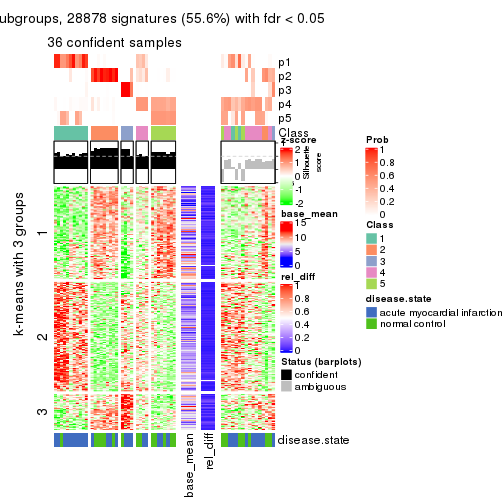 ubgroups, 28878 signatures (55.6%) with fdr < 0.05
36 confident samples
p1
p2
p3
p4
p5
Class
z-score
2
1
0
-1
-2
Silhouette
score
base_mean
15
10
5
0
rel_diff
1
0.8
0.6
0.4
0.2
0
Status (barplots)
confident
ambiguous
Prob
1
0.8
0.6
0.4
0.2
0
Class
1
2
3
4
5
disease.state
acute myocardial infarction
normal control
k-means with 3 groups
1
2
3
disease.state
base_mean
rel_diff